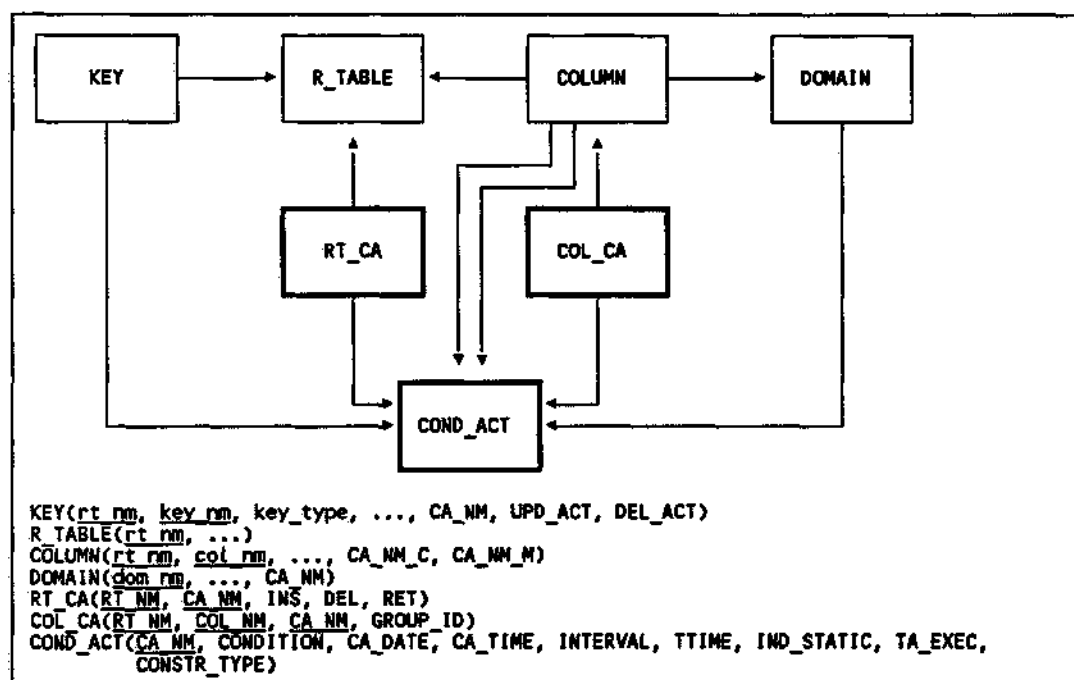 KEY
R_TABLE
COLUMN
DOMAIN
RT_CA
COL_CA
COND_ACT
KEY(rt_nm, key_nm, key_type, ..., CA_NM, UPD_ACT, DEL_ACT)
R_TABLE(rt_nm, ...)
COLUMN(rt_nm, col_nm, ..., CA_NM_C, CA_NM_M)
DOMAIN(dom_nm, ..., CA_NM)
RT_CA(RT_NM, CA_NM, INS, DEL, RET)
COL_CA(RT_NM, COL_NM, CA_NM, GROUP_ID)
COND_ACT(CA_NM, CONDITION, CA_DATE, CA_TIME, INTERVAL, TTIME, IND_STATIC, TA_EXEC,
CONSTR_TYPE)